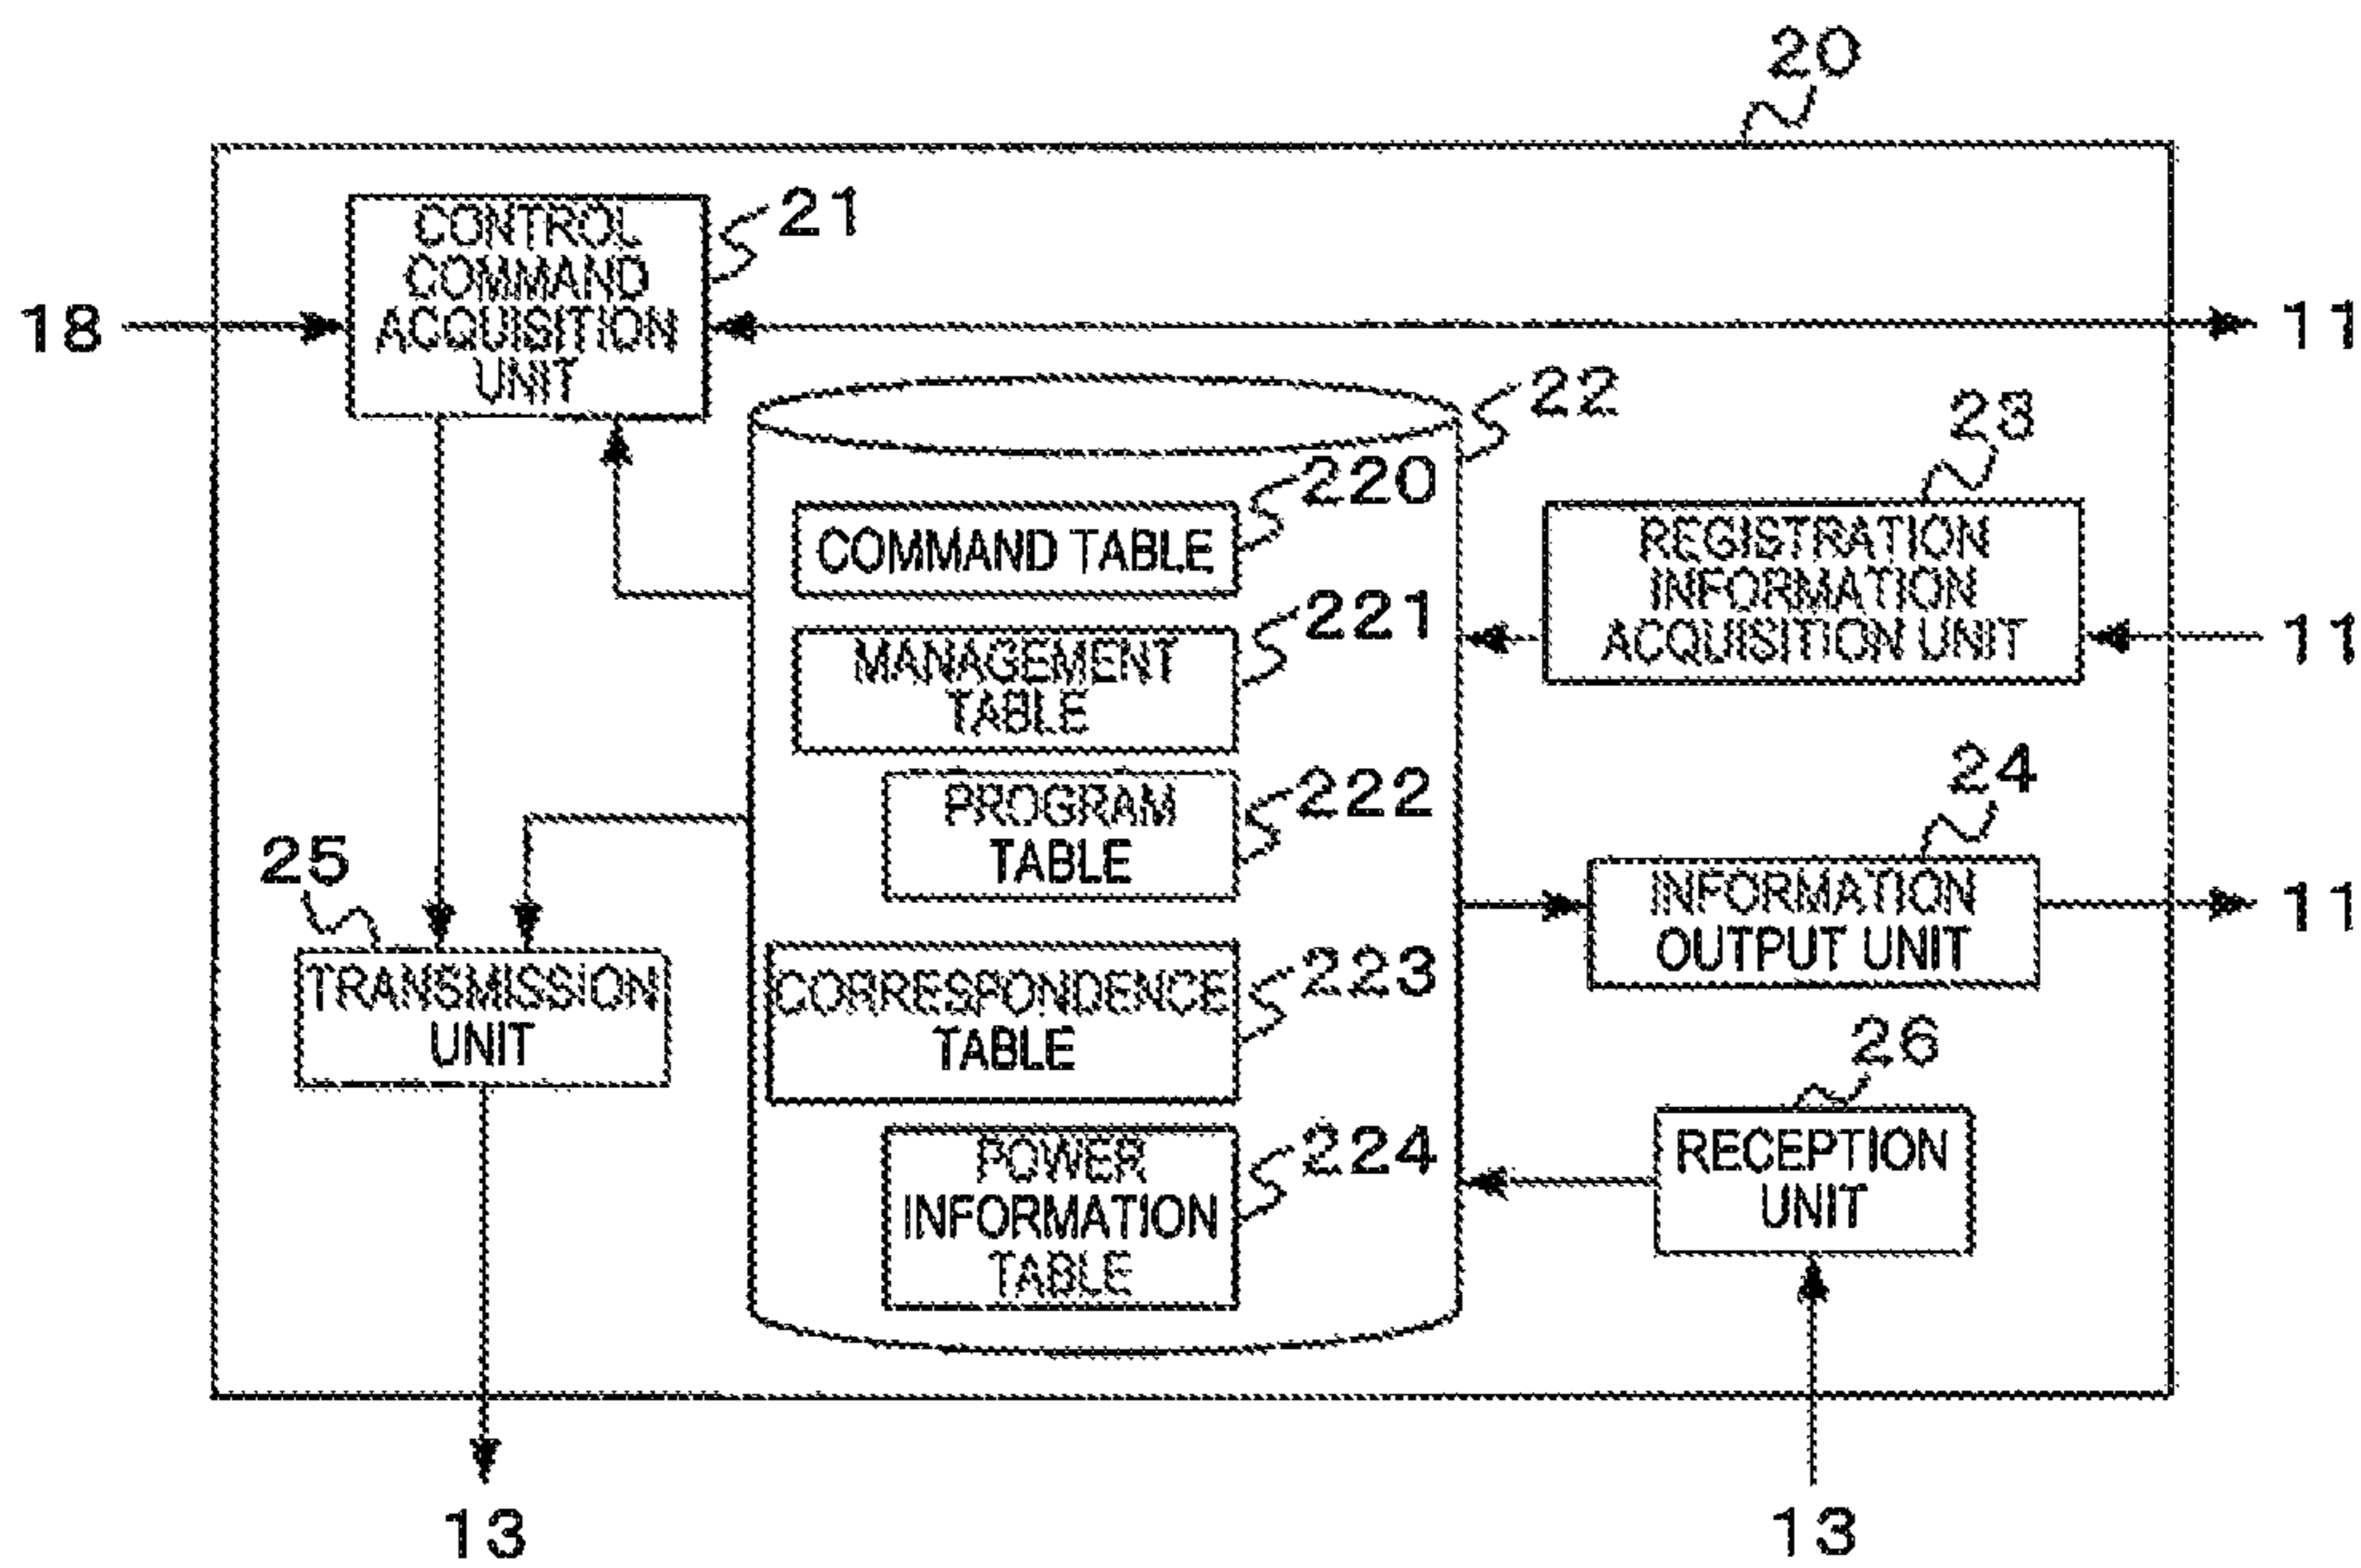 20
21
CONTROL
COMMAND
ACQUISITION
UNIT
18
11
22
23
220
COMMAND TABLE
REGISTRATION
INFORMATION
ACQUISITION UNIT
221
11
MANAGEMENT
TABLE
24
222
PROGRAM
TABLE
25
INFORMATION
OUTPUT UNIT
11
223
CORRESPONDENCE
TABLE
TRANSMISSION
UNIT
26
224
POWER
INFORMATION
TABLE
RECEPTION
UNIT
13
13